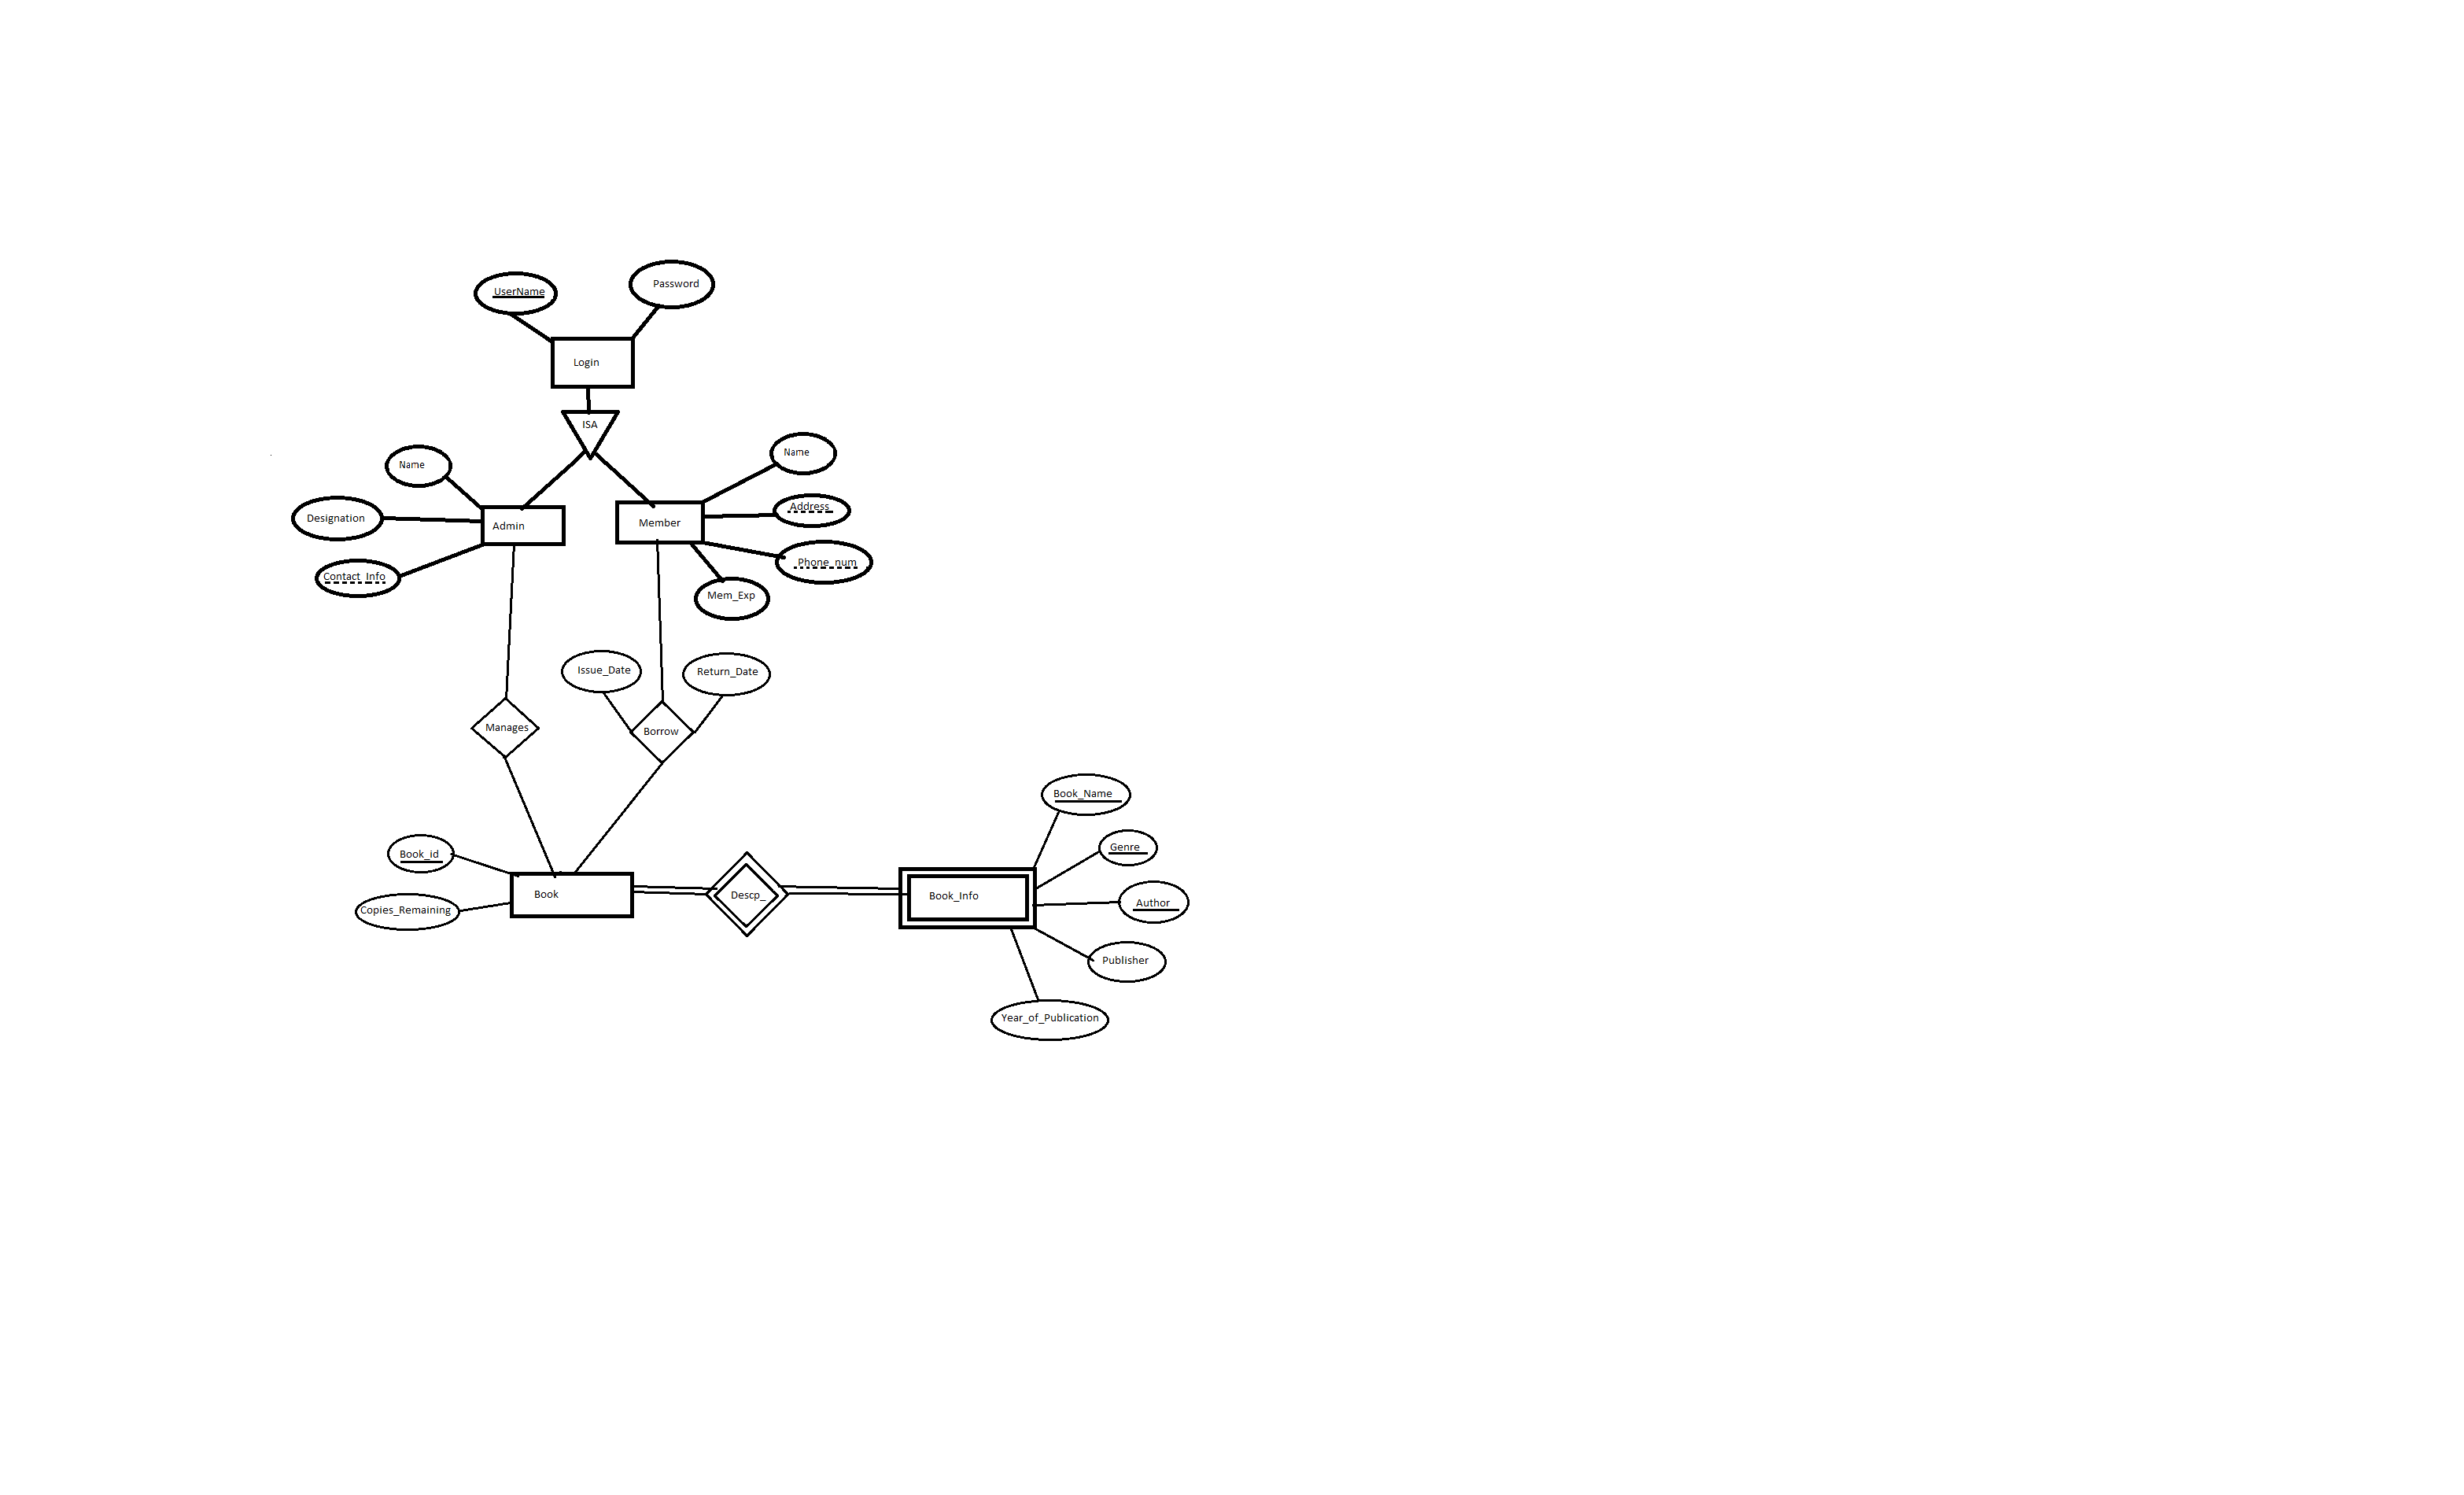 UserName
Password
Login
ISA
Name
Name
Designation
Admin
Member
Address
Contact_Info
Phone_num
Mem_Exp
Issue_Date
Return_Date
Manages
Borrow
Book_Name
Book_id
Genre
Copies_Remaining
Book
Descp_
Book_Info
Author
Publisher
Year_of_Publication